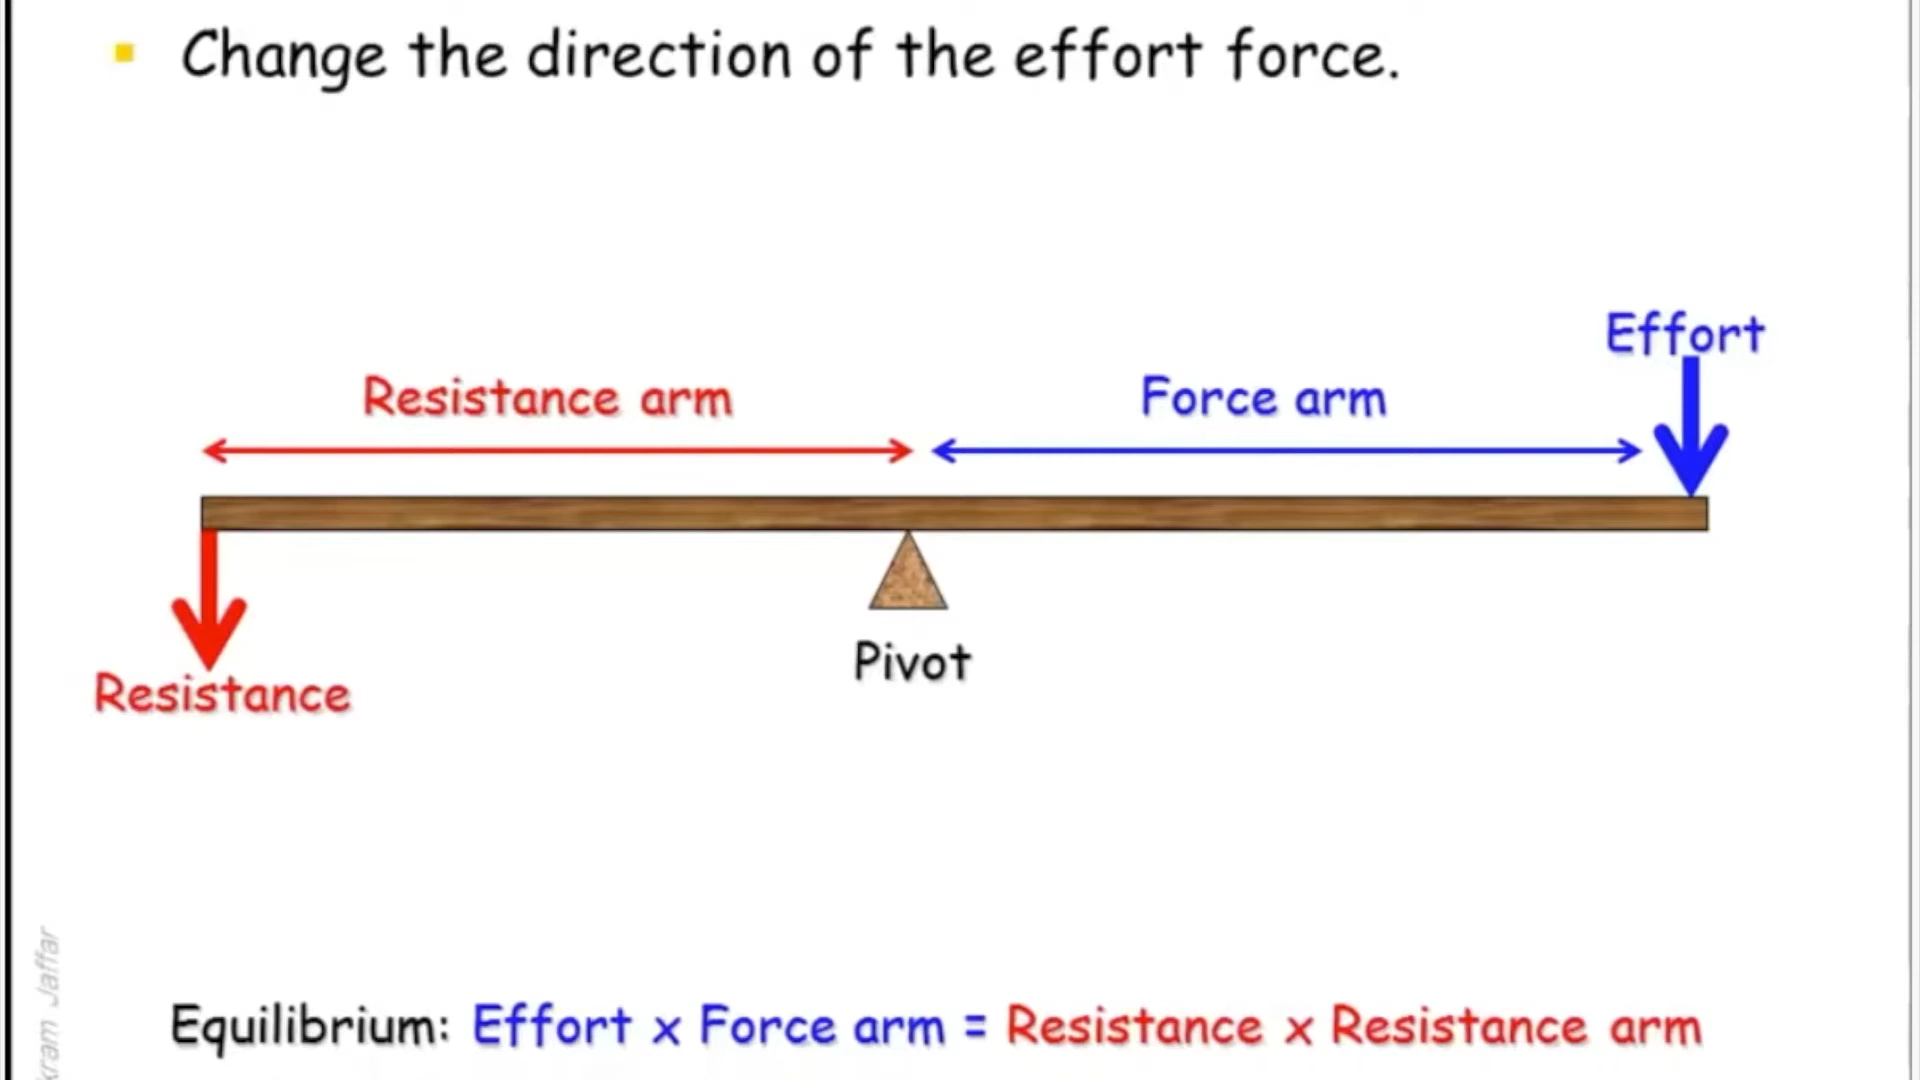 Change the direction of the effort force.
Effort
Resistance arm
Force arm
Pivot
Resistance
Jaffar
Equilibrium: Effort x Force arm = Resistance x Resistance arm